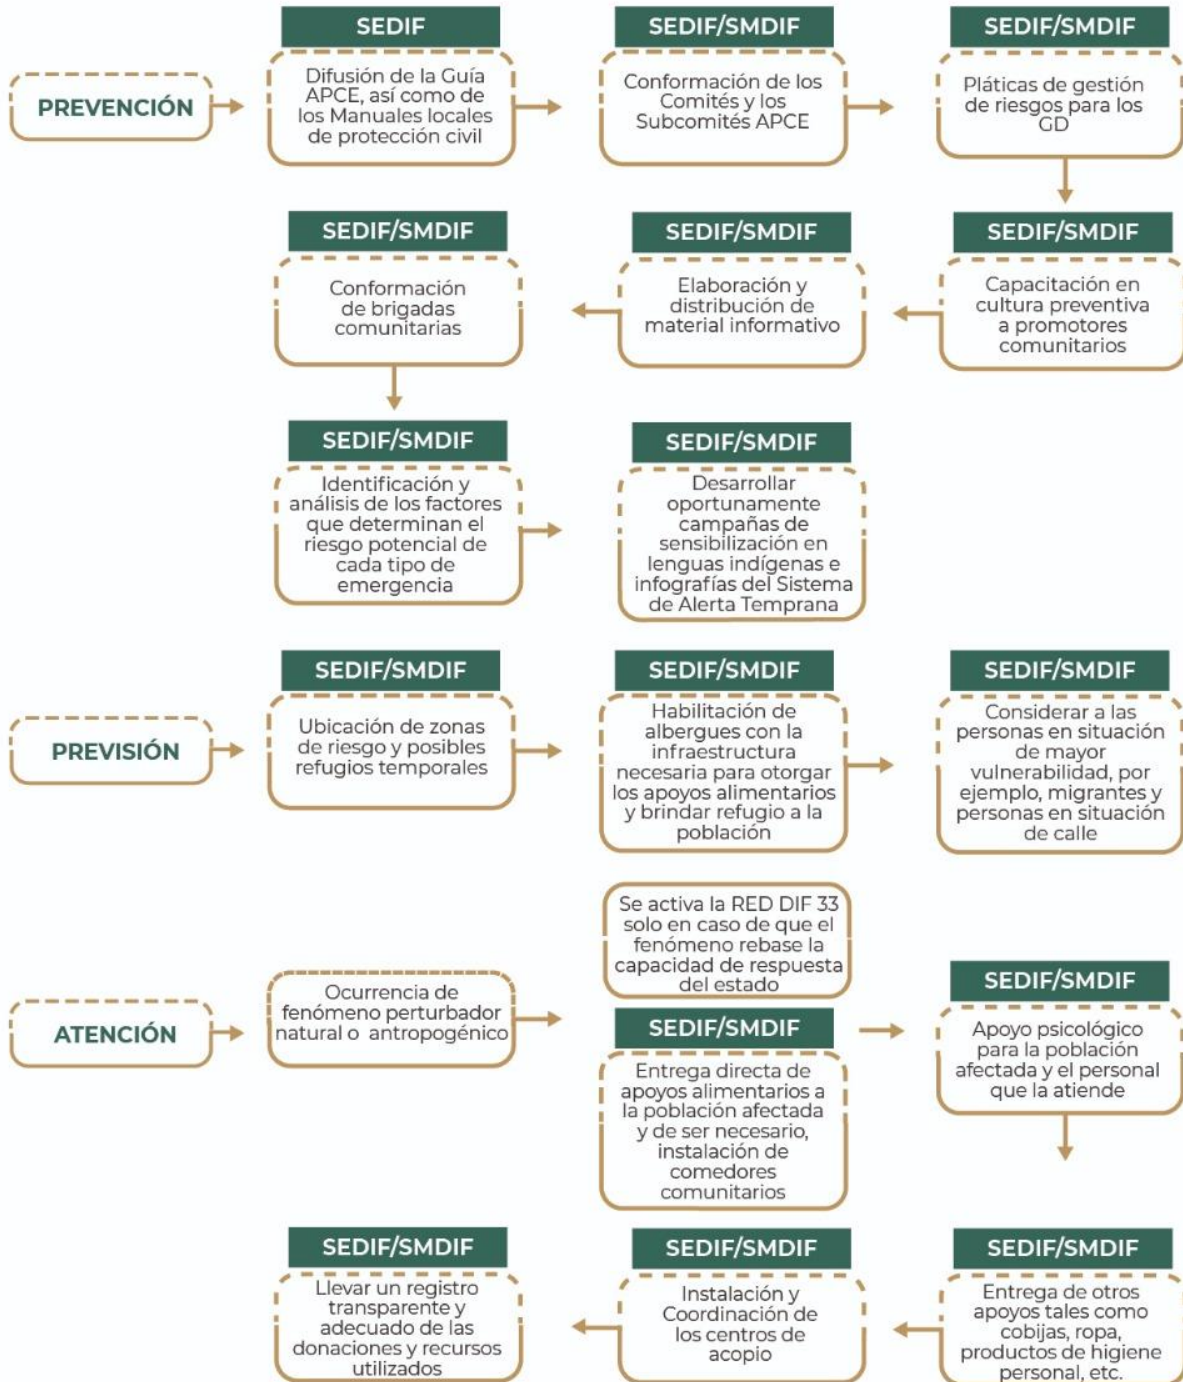 PREVENCIÓN
SEDIF
Difusión de la Guía
APCE, así como de
los Manuales locales
de protección civil
SEDIF/SMDIF
Conformación de los
Comités y los
Subcomités APCE
SEDIF/SMDIF
Pláticas de gestión
de riesgos para los
GD
SEDIF/SMDIF
Capacitación en
cultura preventiva
a promotores
comunitarios
SEDIF/SMDIF
Elaboración y
distribución de
material informativo
SEDIF/SMDIF
Conformación
de brigadas
comunitarias
SEDIF/SMDIF
Identificación y
análisis de los factores
que determinan el
riesgo potencial de
cada tipo de
emergencia
SEDIF/SMDIF
Desarrollar
oportunamente
campañas de
sensibilización en
lenguas indígenas e
infografías del Sistema
de Alerta Temprana
PREVISIÓN
SEDIF/SMDIF
Ubicación de zonas
de riesgo y posibles
refugios temporales
SEDIF/SMDIF
Habilitación de
albergues con la
infraestructura
necesaria para otorgar
los apoyos alimentarios
y brindar refugio a la
población
SEDIF/SMDIF
Considerar a las
personas en situación
de mayor
vulnerabilidad, por
ejemplo, migrantes y
personas en situación
de calle
ATENCIÓN
Ocurrencia de
fenómeno perturbador
natural o antropogénico
Se activa la RED DIF 33
solo en caso de que el
fenómeno rebase la
capacidad de respuesta
del estado
SEDIF/SMDIF
Entrega directa de
apoyos alimentarios a
la población afectada
y de ser necesario,
instalación de
comedores
comunitarios
SEDIF/SMDIF
Apoyo psicológico
para la población
afectada y el personal
que la atiende
SEDIF/SMDIF
Entrega de otros
apoyos tales como
cobijas, ropa,
productos de higiene
personal, etc.
SEDIF/SMDIF
Instalación y
Coordinación de
los centros de
acopio
SEDIF/SMDIF
Llevar un registro
transparente y
adecuado de las
donaciones y recursos
utilizados